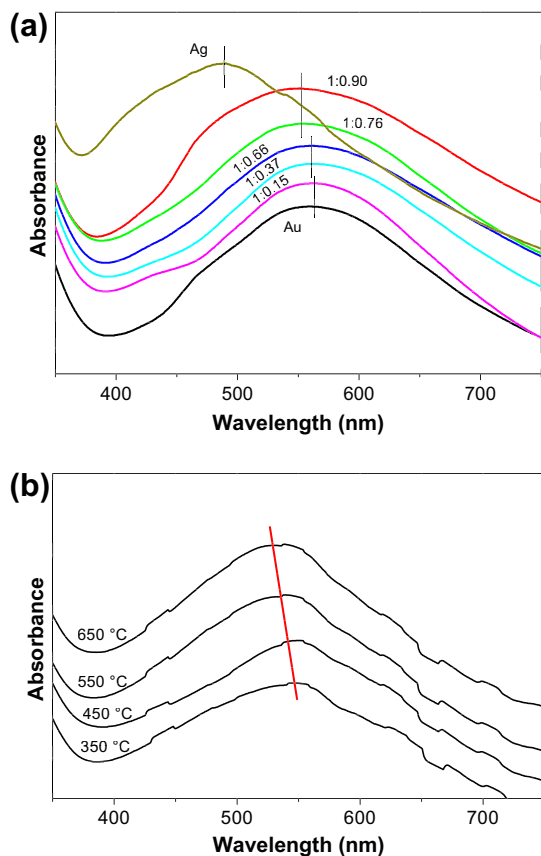 (a)
Ag
1:0.90
1:0.76
1:0.66
1:0.37
1:0.15
Au
Absorbance
400 500 600 700
Wavelength (nm)
(b)
650 °C
550 °C
450 °C
350 °C
Absorbance
400 500 600 700
Wavelength (nm)